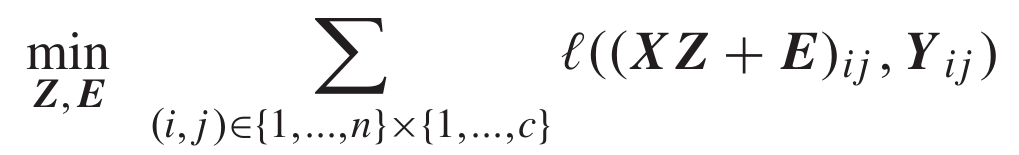 min_{Z,E} ∑_{(i,j)∈{1,...,n}×{1,...,c}} ℓ((XZ + E)_{ij}, Y_{ij})